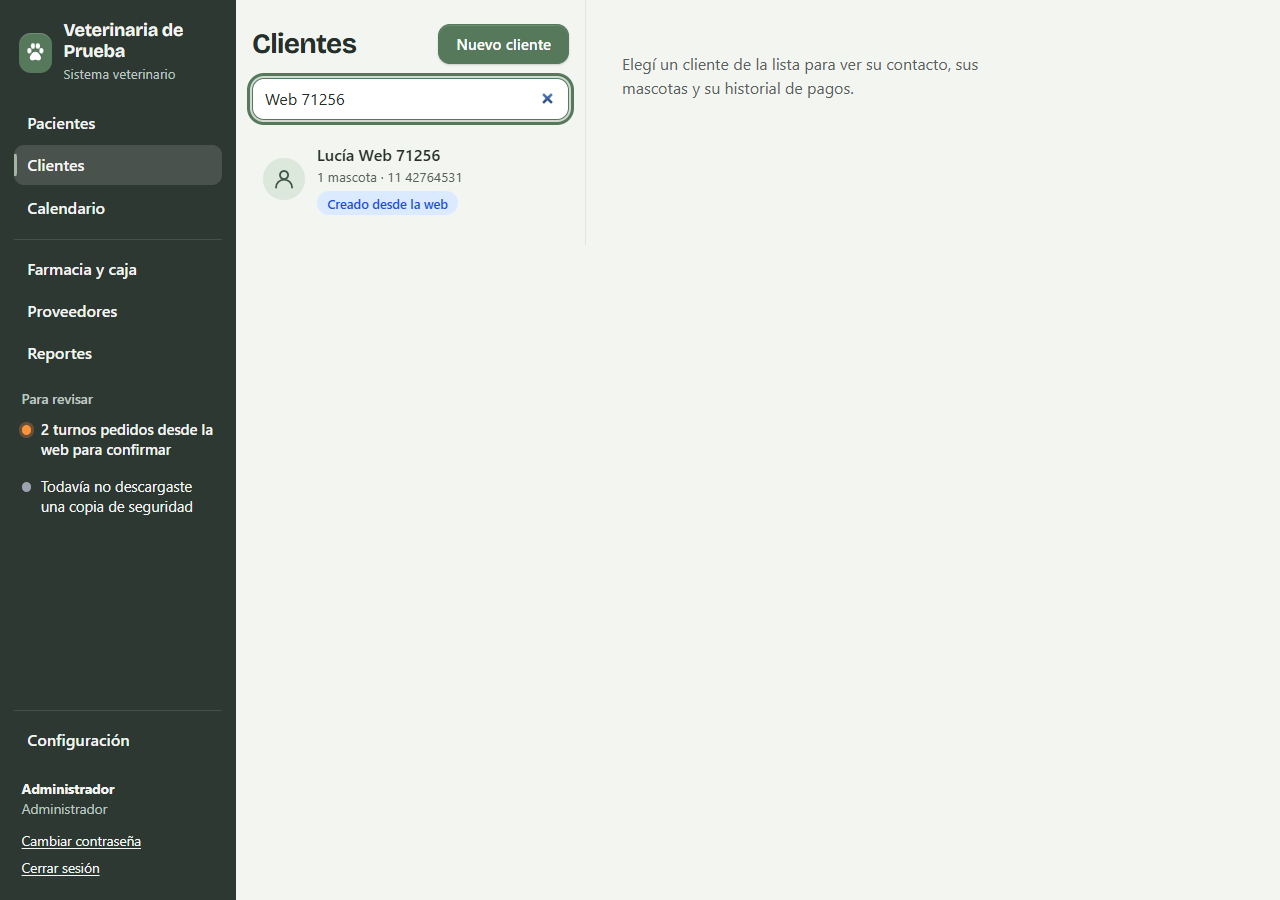 Veterinaria de
Prueba
Sistema veterinario
Pacientes
Clientes
Calendario
Farmacia y caja
Proveedores
Reportes
Para revisar
2 turnos pedidos desde la
web para confirmar
Todavía no descargaste
una copia de seguridad
Configuración
Administrador
Administrador
Cambiar contraseña
Cerrar sesión
Clientes
Nuevo cliente
Web 71256
Lucía Web 71256
1 mascota · 11 42764531
Creado desde la web
Elegí un cliente de la lista para ver su contacto, sus
mascotas y su historial de pagos.